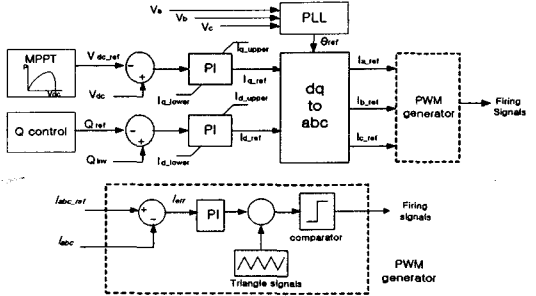 Va
Vb
Vc
PLL
θref
MPPT
P
Vdc
Vdc_ref
Vdc
PI
Iq_upper
Iq_lower
Iq_ref
Q control
Qref
Qinv
PI
Id_upper
Id_lower
Id_ref
dq
to
abc
Ia_ref
Ib_ref
Ic_ref
PWM
generator
Firing
Signals
Iabc_ref
Iabc
Ierr
PI
comparator
Triangle signals
Firing
signals
PWM
generator